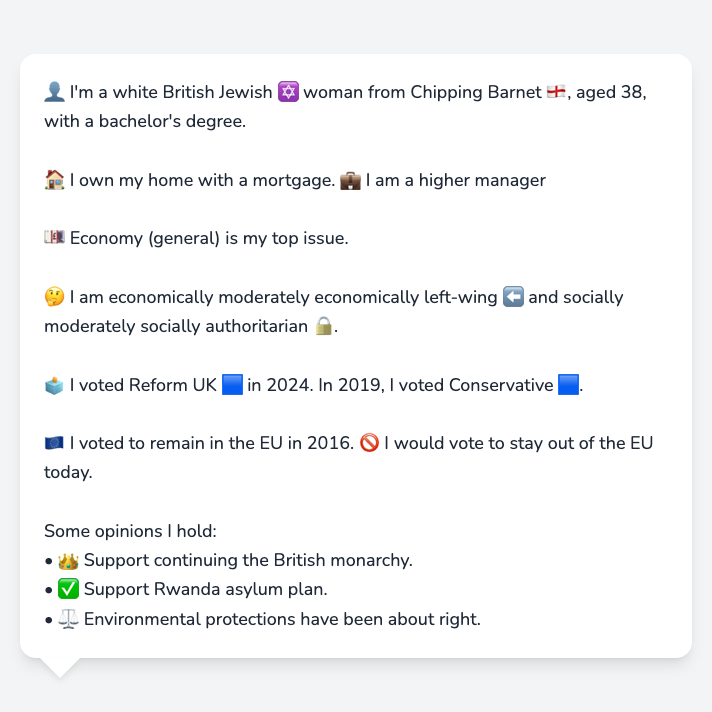 👤 I'm a white British Jewish ✡️ woman from Chipping Barnet 🏴󠁧󠁢󠁥󠁮󠁧󠁿, aged 38,
with a bachelor's degree.
🏠 I own my home with a mortgage. 💼 I am a higher manager
💷 Economy (general) is my top issue.
🤔 I am economically moderately economically left-wing ⬅️ and socially
moderately socially authoritarian 🔒.
🗳️ I voted Reform UK 🟦 in 2024. In 2019, I voted Conservative 🟦.
🇪🇺 I voted to remain in the EU in 2016. 🚫 I would vote to stay out of the EU
today.
Some opinions I hold:
• 👑 Support continuing the British monarchy.
• ✅ Support Rwanda asylum plan.
• ⚖️ Environmental protections have been about right.